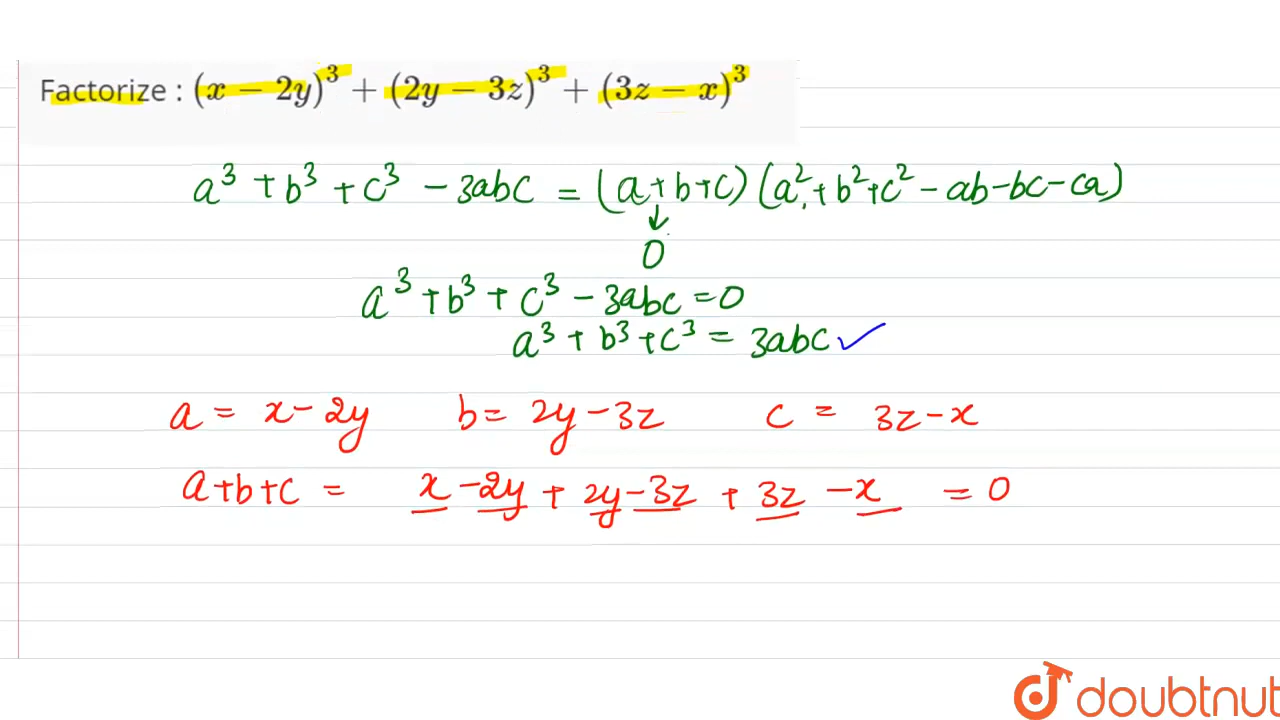 Factorize : (x − 2y)³ + (2y − 3z)³ + (3z − x)³
a³ + b³ + c³ − 3abc = (a+b+c) (a² + b² + c² − ab − bc − ca)
↓
0
a³ + b³ + c³ − 3abc = 0
a³ + b³ + c³ = 3abc ✓
a = x − 2y b = 2y − 3z c = 3z − x
a+b+c = x − 2y + 2y − 3z + 3z − x = 0
doubtnut